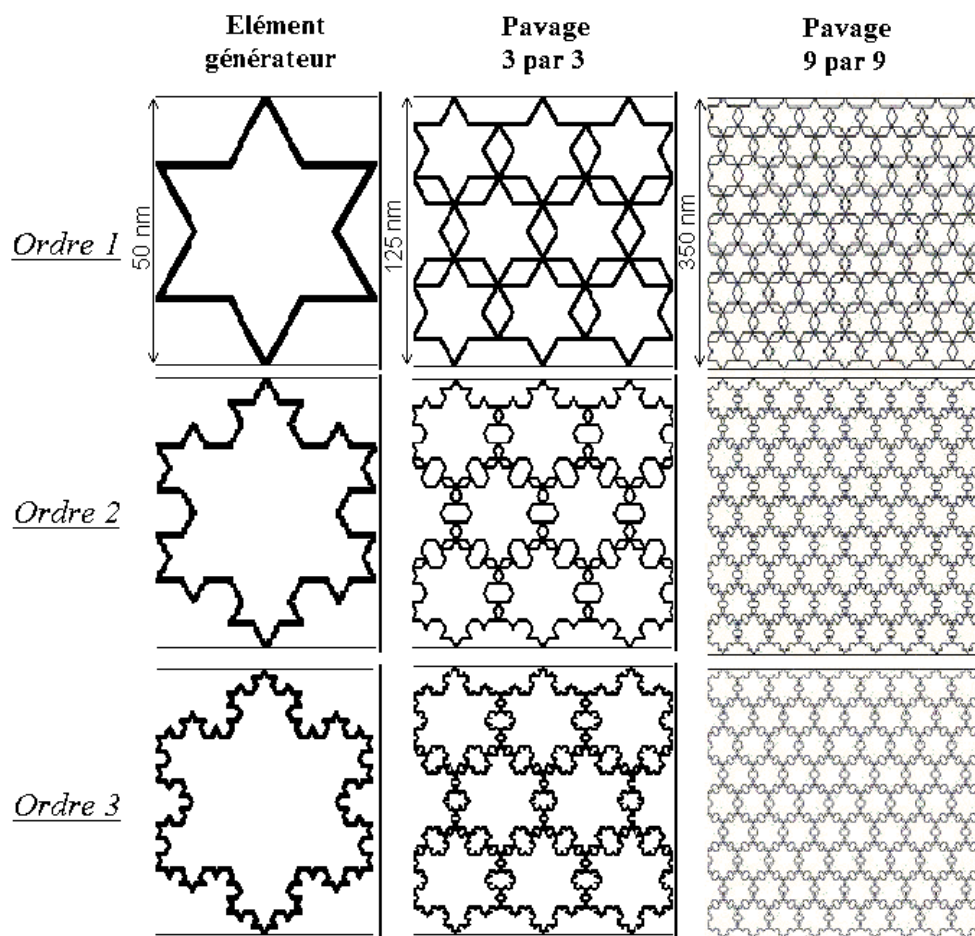 Elément
générateur
Pavage
3 par 3
Pavage
9 par 9
Ordre 1
50 nm
125 nm
350 nm
Ordre 2
Ordre 3